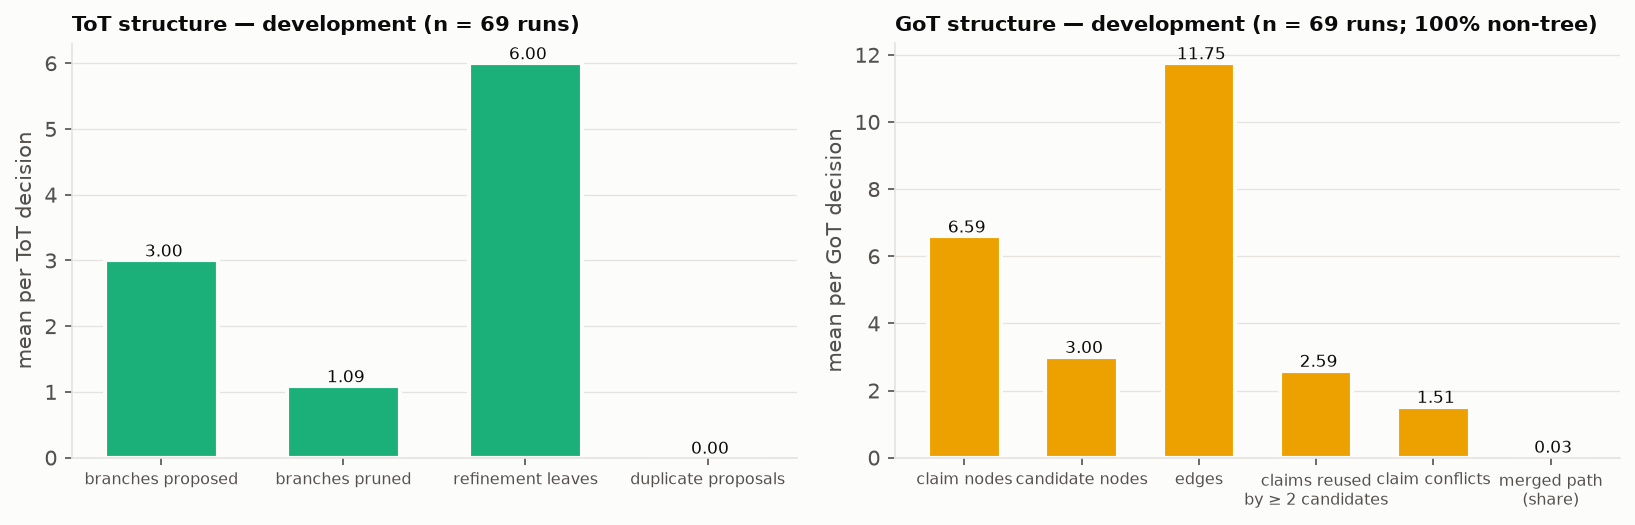 ToT structure — development (n = 69 runs)
mean per ToT decision
6
5
4
3
2
1
0
3.00
1.09
6.00
0.00
branches proposed
branches pruned
refinement leaves
duplicate proposals
GoT structure — development (n = 69 runs; 100% non-tree)
mean per GoT decision
12
10
8
6
4
2
0
6.59
3.00
11.75
2.59
1.51
0.03
claim nodes
candidate nodes
edges
claims reused
by ≥ 2 candidates
claim conflicts
merged path
(share)